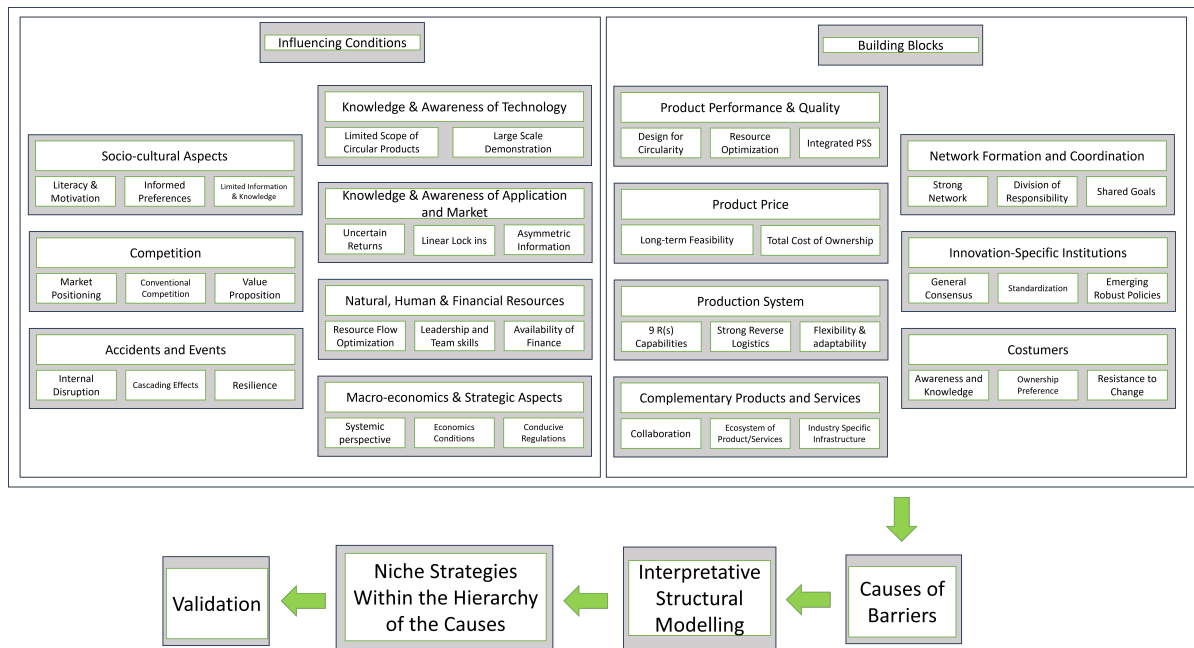 Influencing Conditions
Socio-cultural Aspects
Literacy &
Motivation
Informed
Preferences
Limited Information
& Knowledge
Competition
Market
Positioning
Conventional
Competition
Value
Proposition
Accidents and Events
Internal
Disruption
Cascading Effects
Resilience
Knowledge & Awareness of Technology
Limited Scope of
Circular Products
Large Scale
Demonstration
Knowledge & Awareness of Application
and Market
Uncertain
Returns
Linear Lock ins
Asymmetric
Information
Natural, Human & Financial Resources
Resource Flow
Optimization
Leadership and
Team skills
Availability of
Finance
Macro-economics & Strategic Aspects
Systemic
perspective
Economics
Conditions
Conducive
Regulations
Building Blocks
Product Performance & Quality
Design for
Circularity
Resource
Optimization
Integrated PSS
Product Price
Long-term Feasibility
Total Cost of Ownership
Production System
9 R(s)
Capabilities
Strong Reverse
Logistics
Flexibility &
adaptability
Complementary Products and Services
Collaboration
Ecosystem of
Product/Services
Industry Specific
Infrastructure
Network Formation and Coordination
Strong
Network
Division of
Responsibility
Shared Goals
Innovation-Specific Institutions
General
Consensus
Standardization
Emerging
Robust Policies
Costumers
Awareness and
Knowledge
Ownership
Preference
Resistance to
Change
Causes of
Barriers
Interpretative
Structural
Modelling
Niche Strategies
Within the Hierarchy
of the Causes
Validation